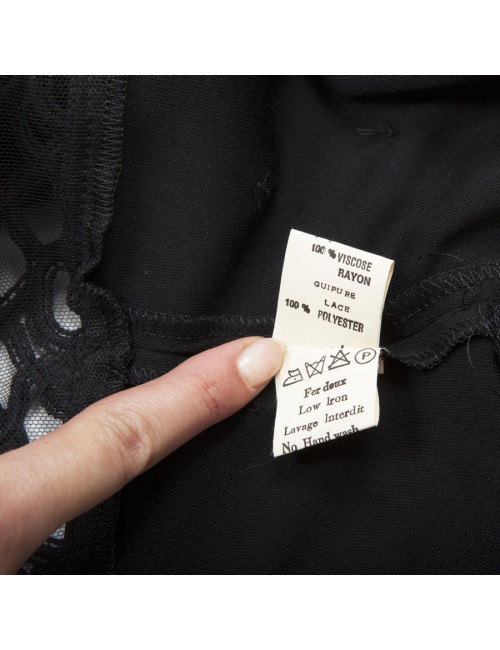 100 % VISCOSE
RAYON
GUIPURE
LACE
100 % POLYESTER
P
Fer doux
Low Iron
Lavage Interdit
No Hand wash